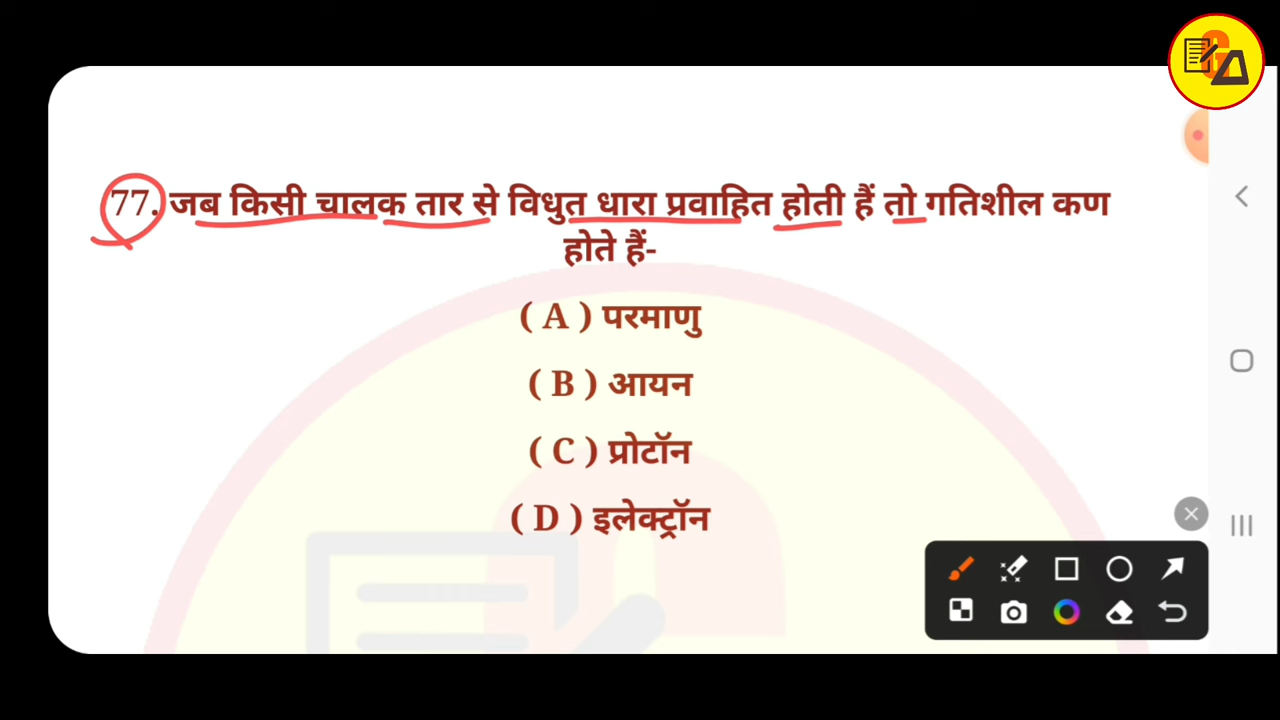 77. जब किसी चालक तार से विधुत धारा प्रवाहित होती हैं तो गतिशील कण
होते हैं-
( A ) परमाणु
( B ) आयन
( C ) प्रोटॉन
( D ) इलेक्ट्रॉन